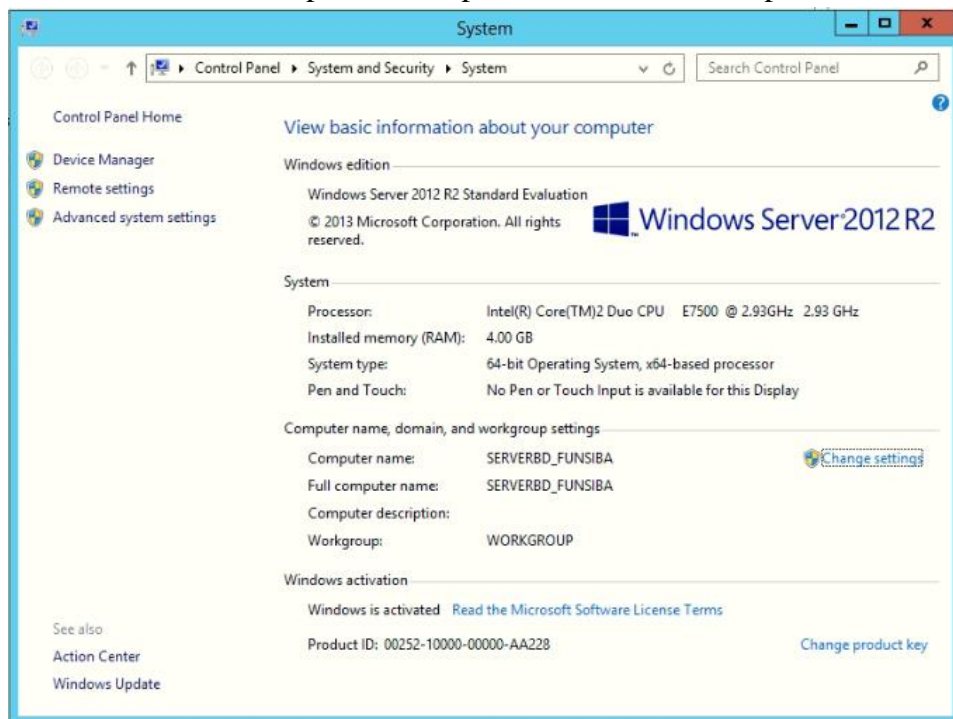 System
Control Panel ▸ System and Security ▸ System
Search Control Panel
Control Panel Home
Device Manager
Remote settings
Advanced system settings
View basic information about your computer
Windows edition
Windows Server 2012 R2 Standard Evaluation
© 2013 Microsoft Corporation. All rights
reserved.
Windows Server 2012 R2
System
Processor: Intel(R) Core(TM)2 Duo CPU E7500 @ 2.93GHz 2.93 GHz
Installed memory (RAM): 4.00 GB
System type: 64-bit Operating System, x64-based processor
Pen and Touch: No Pen or Touch Input is available for this Display
Computer name, domain, and workgroup settings
Computer name: SERVERBD_FUNSIBA
Change settings
Full computer name: SERVERBD_FUNSIBA
Computer description:
Workgroup: WORKGROUP
Windows activation
Windows is activated Read the Microsoft Software License Terms
Product ID: 00252-10000-00000-AA228
Change product key
See also
Action Center
Windows Update